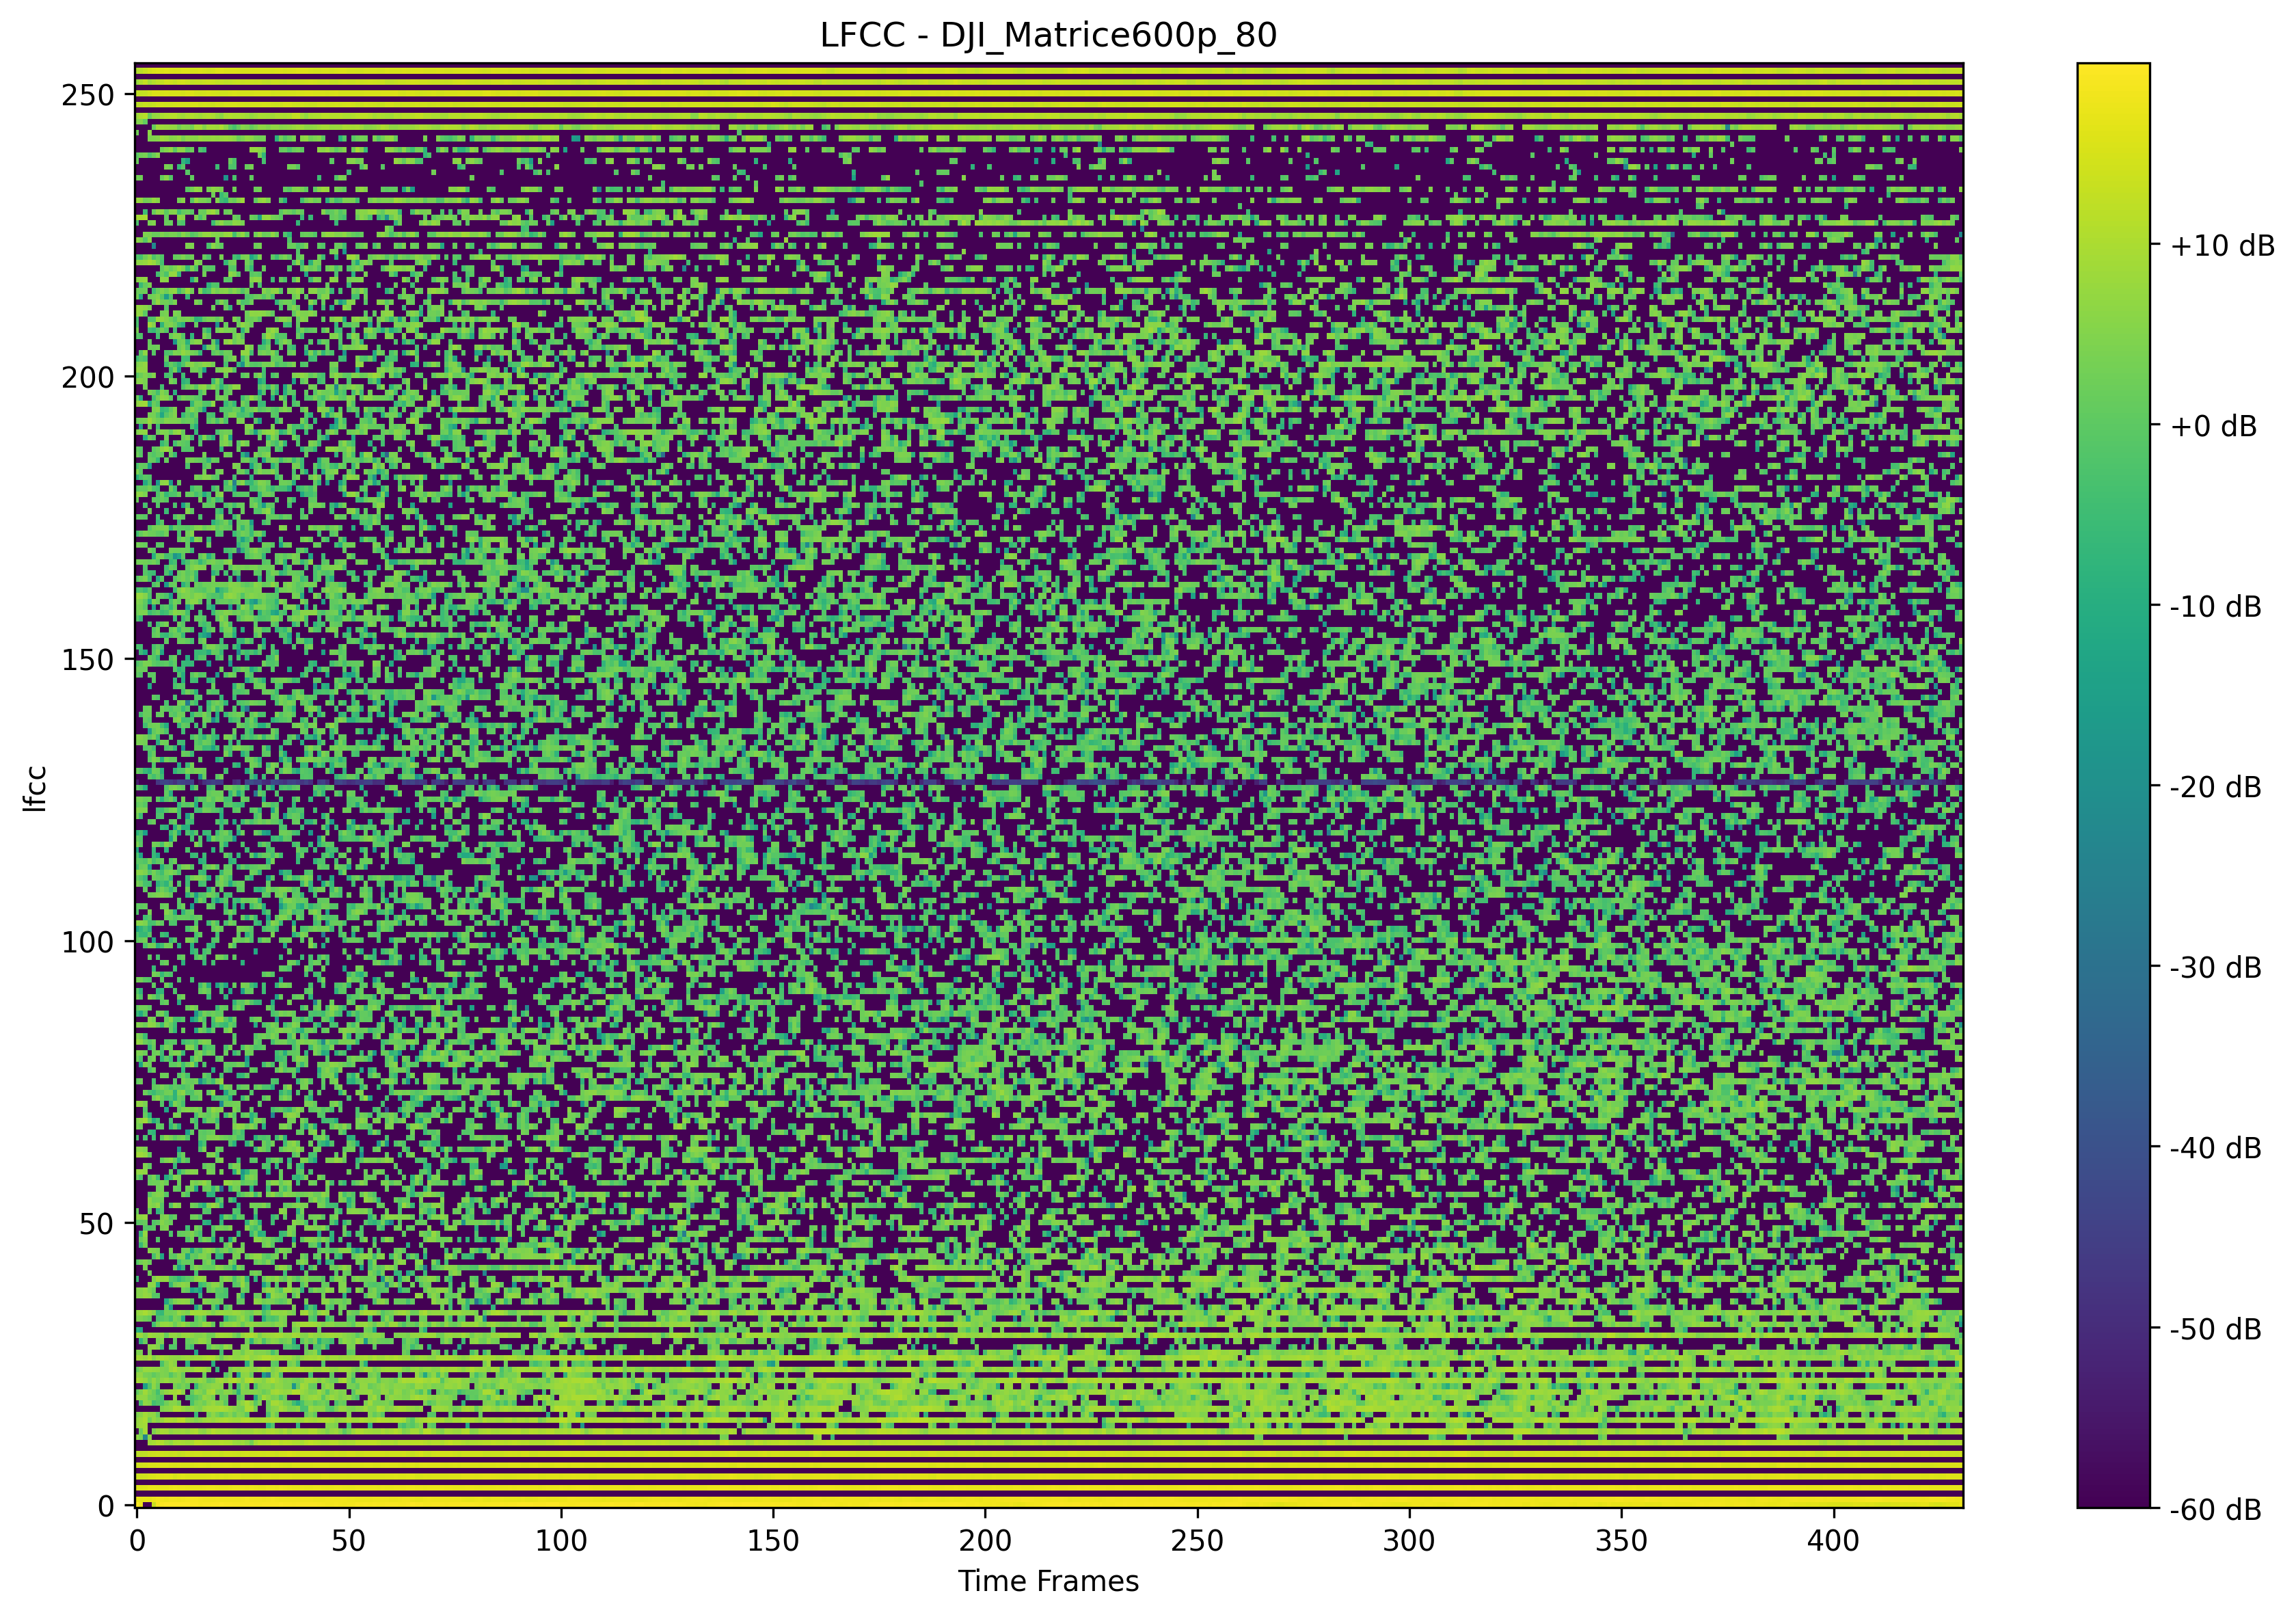 LFCC - DJI_Matrice600p_80
250
200
150
100
50
0
lfcc
0 50 100 150 200 250 300 350 400
Time Frames
+10 dB
+0 dB
-10 dB
-20 dB
-30 dB
-40 dB
-50 dB
-60 dB